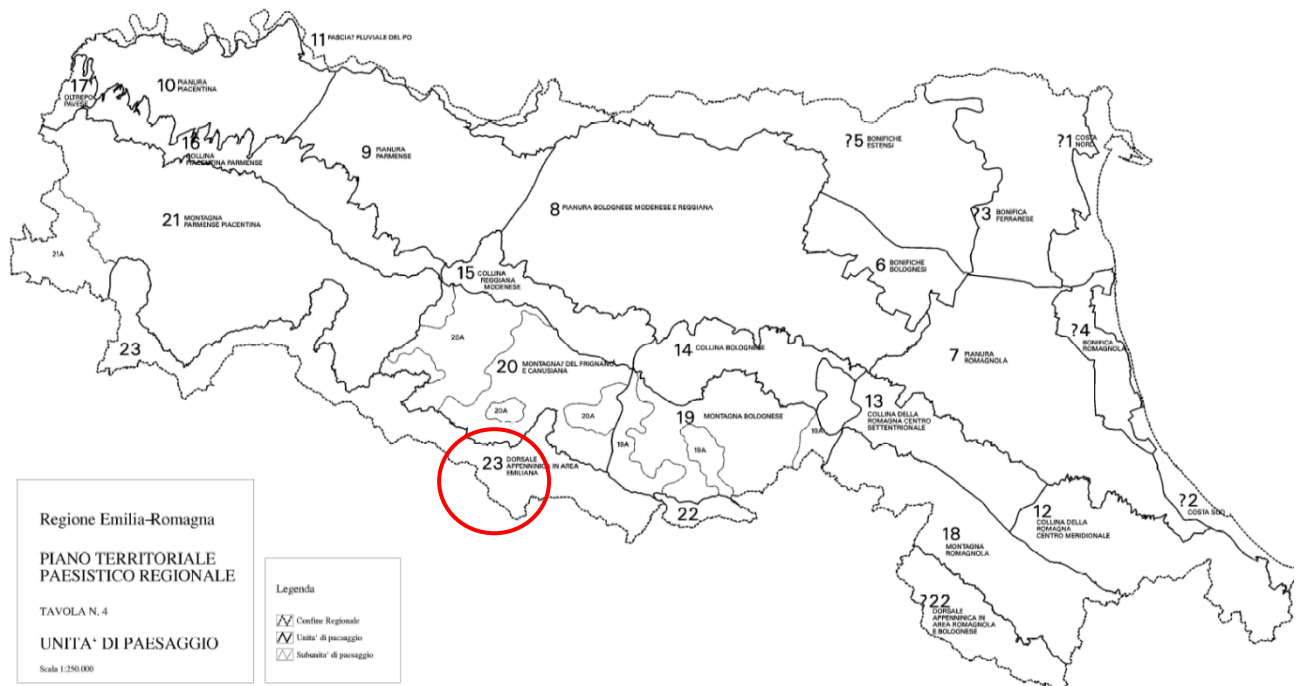 11 FASCIA? FLUVIALE DEL PO
10 PIANURA
PIACENTINA
17
OLTREPO
PAVESE
16
COLLINA
PIACENTINA PARMENSE
9 PIANURA
PARMENSE
?5 BONIFICHE
ESTENSI
?1 COSTA
NORD
21 MONTAGNA
PARMENSE PIACENTINA
8 PIANURA BOLOGNESE MODENESE E REGGIANA
?3 BONIFICA
FERRARESE
21A
6 BONIFICHE
BOLOGNESI
15 COLLINA
REGGIANA
MODENESE
?4
BONIFICA
ROMAGNOLA
23
20A
14 COLLINA BOLOGNESE
7 PIANURA
ROMAGNOLA
20 MONTAGNA? DEL FRIGNANO
E CANUSIANA
20A
20A
19 MONTAGNA BOLOGNESE
19A
19A
19A
13
COLLINA DELLA
ROMAGNA CENTRO
SETTENTRIONALE
23 DORSALE
APPENNINICA IN AREA
EMILIANA
22
?2
COSTA SUD
12
COLLINA DELLA
ROMAGNA
CENTRO MERIDIONALE
18
MONTAGNA
ROMAGNOLA
?22
DORSALE
APPENNINICA IN
AREA ROMAGNOLA
E BOLOGNESE
Regione Emilia-Romagna
PIANO TERRITORIALE
PAESISTICO REGIONALE
TAVOLA N. 4
UNITA' DI PAESAGGIO
Scala 1:250.000
Legenda
Confine Regionale
Unita' di paesaggio
Subunita' di paesaggio